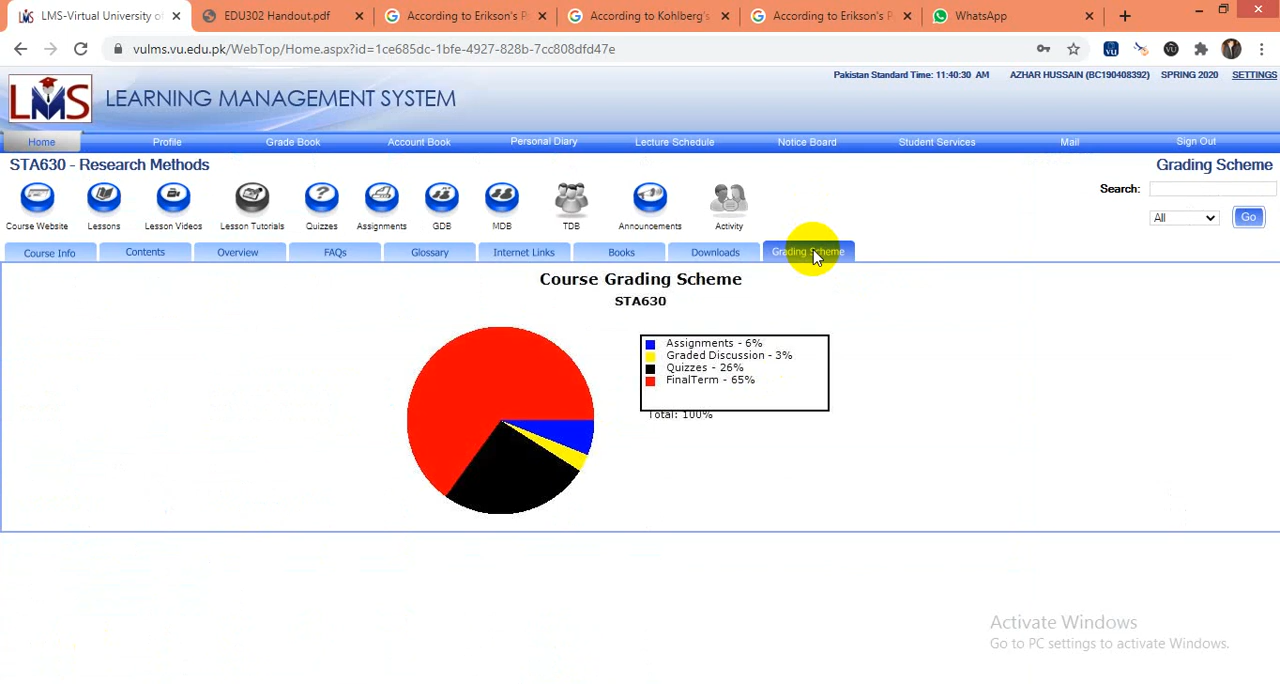 LMS-Virtual University of
EDU302 Handout.pdf
According to Erikson's P
According to Kohlberg's
According to Erikson's P
WhatsApp
vulms.vu.edu.pk/WebTop/Home.aspx?id=1ce685dc-1bfe-4927-828b-7cc808dfd47e
Pakistan Standard Time: 11:40:30 AM AZHAR HUSSAIN (BC190408392) SPRING 2020 SETTINGS
LMS LEARNING MANAGEMENT SYSTEM
Home Profile Grade Book Account Book Personal Diary Lecture Schedule Notice Board Student Services Mail Sign Out
STA630 - Research Methods
Grading Scheme
Search:
Course Website Lessons Lesson Videos Lesson Tutorials Quizzes Assignments GDB MDB TDB Announcements Activity
All Go
Course Info Contents Overview FAQs Glossary Internet Links Books Downloads Grading Scheme
Course Grading Scheme
STA630
Assignments - 6%
Graded Discussion - 3%
Quizzes - 26%
FinalTerm - 65%
Total: 100%
Activate Windows
Go to PC settings to activate Windows.